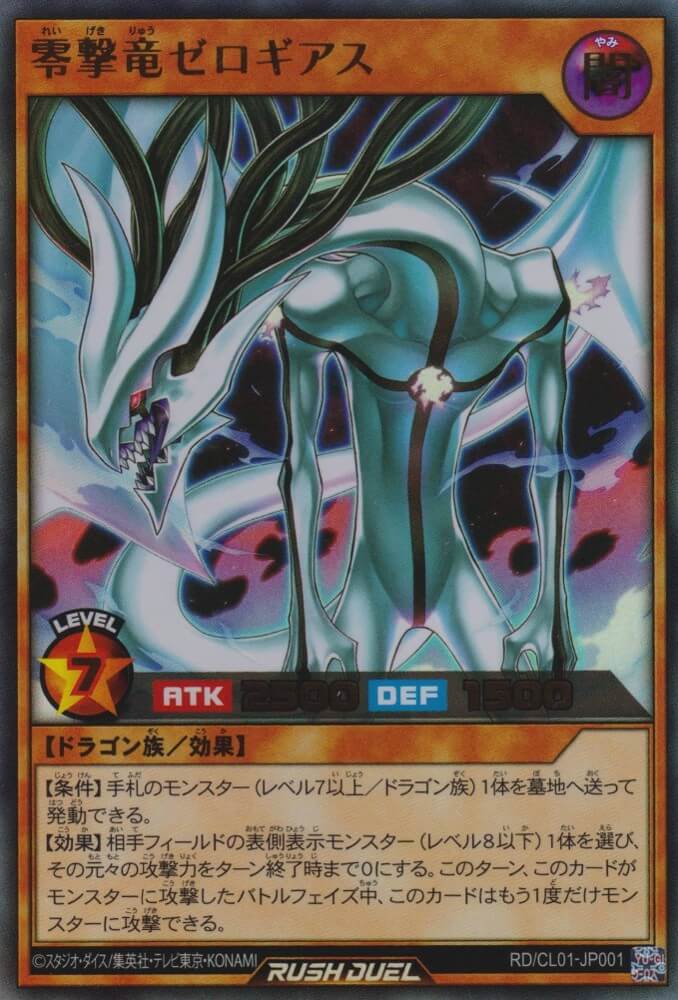 零撃竜ゼロギアス
闇
LEVEL
7
ATK 2500 DEF 1500
【ドラゴン族／効果】
【条件】手札のモンスター(レベル7以上／ドラゴン族)1体を墓地へ送って
発動できる。
【効果】相手フィールドの表側表示モンスター(レベル8以下)1体を選び、
その元々の攻撃力をターン終了時まで0にする。このターン、このカードが
モンスターに攻撃したバトルフェイズ中、このカードはもう1度だけモン
スターに攻撃できる。
©スタジオ・ダイス/集英社・テレビ東京・KONAMI
RUSH DUEL
RD/CL01-JP001